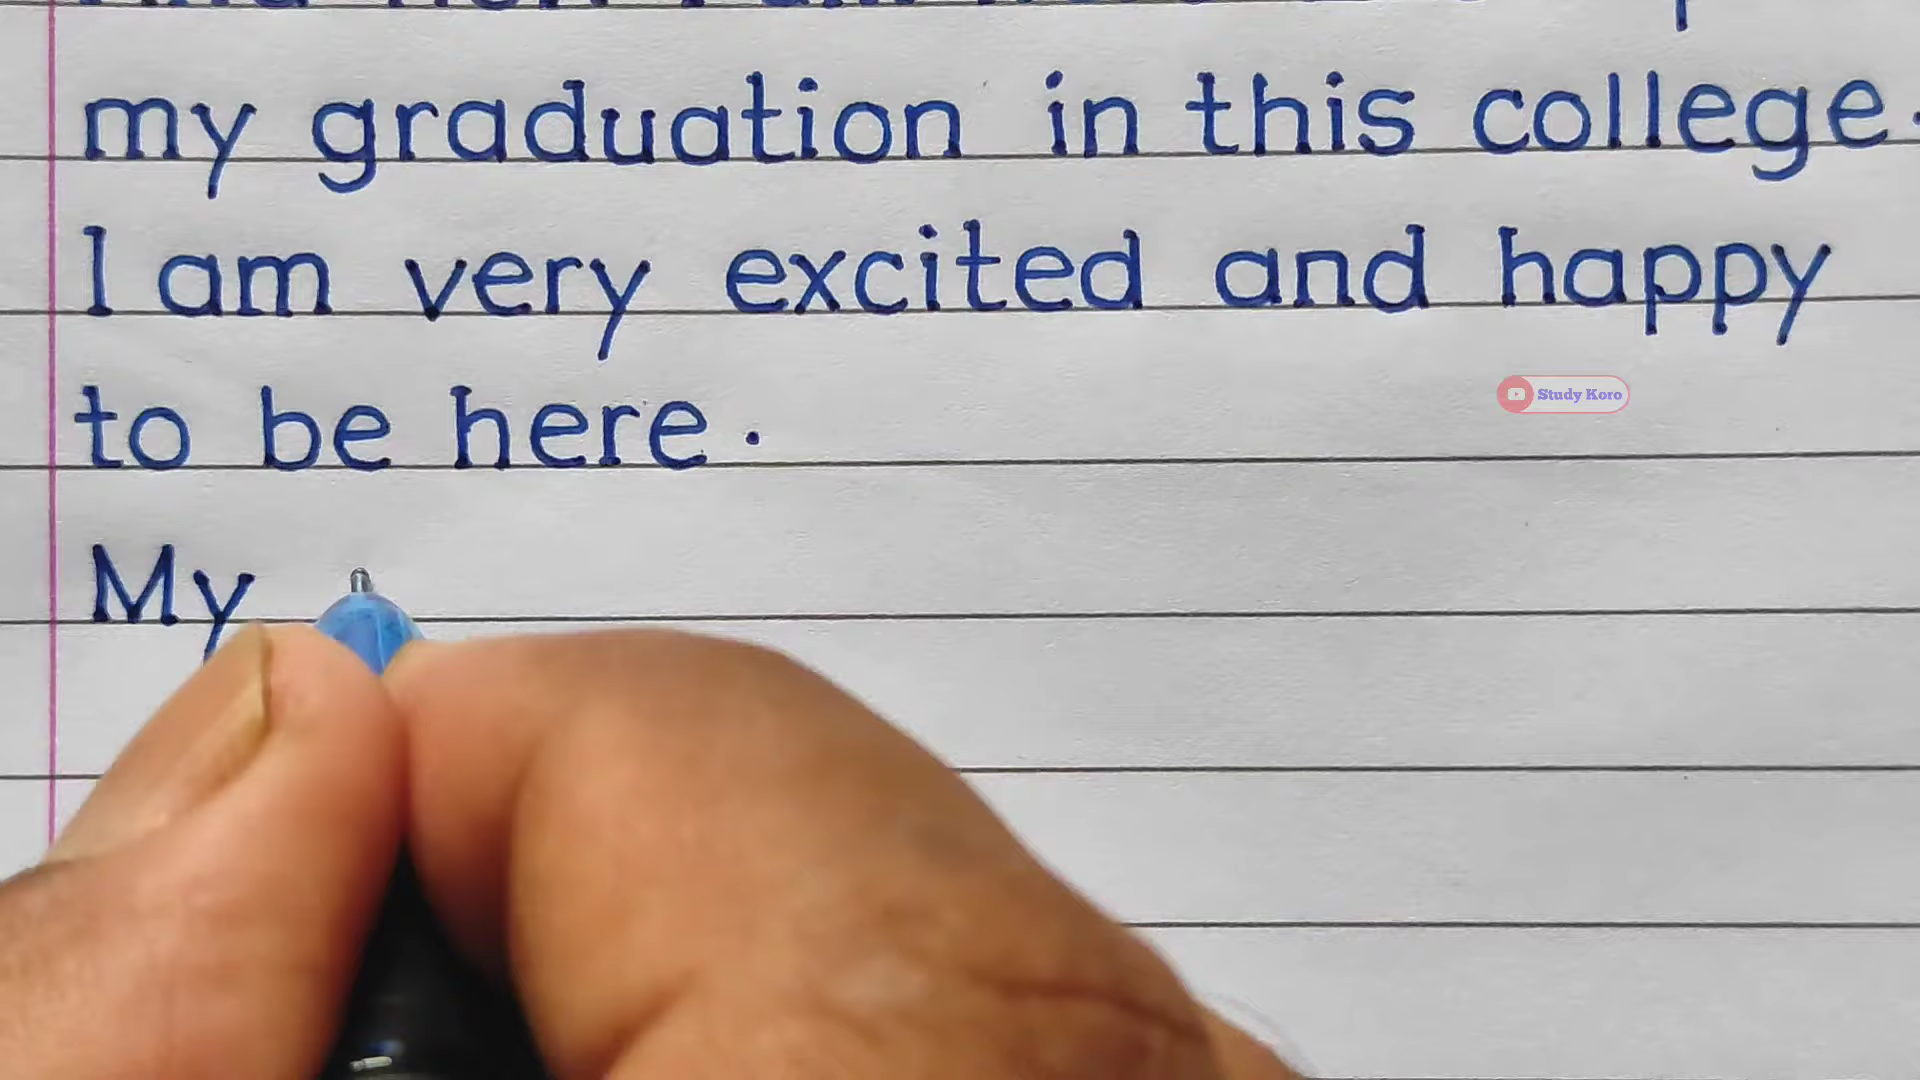 my graduation in this college.
I am very excited and happy
to be here.
Study Koro
My